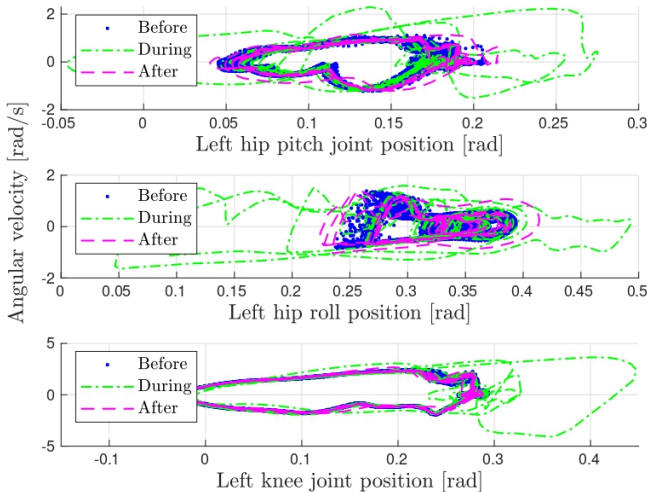 Angular velocity [rad/s]
2
0
-2
Before
During
After
-0.05 0 0.05 0.1 0.15 0.2 0.25 0.3
Left hip pitch joint position [rad]
2
0
-2
Before
During
After
0 0.05 0.1 0.15 0.2 0.25 0.3 0.35 0.4 0.45 0.5
Left hip roll position [rad]
5
0
-5
Before
During
After
-0.1 0 0.1 0.2 0.3 0.4
Left knee joint position [rad]